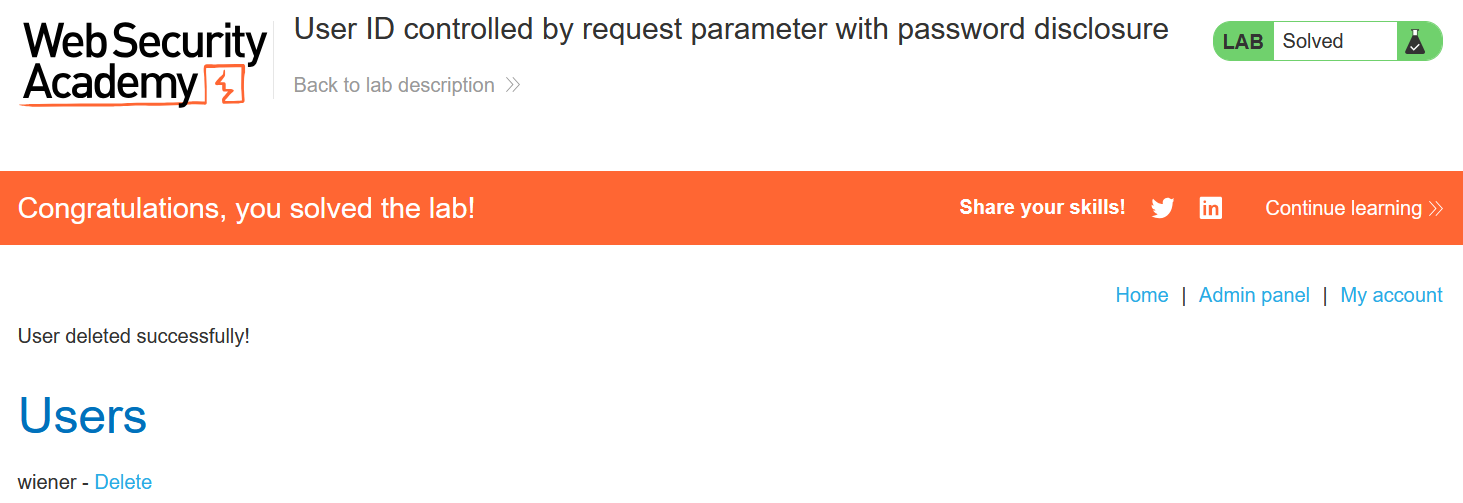 Web Security
Academy
User ID controlled by request parameter with password disclosure
Back to lab description
LAB Solved
Congratulations, you solved the lab!
Share your skills!
Continue learning
Home | Admin panel | My account
User deleted successfully!
Users
wiener - Delete